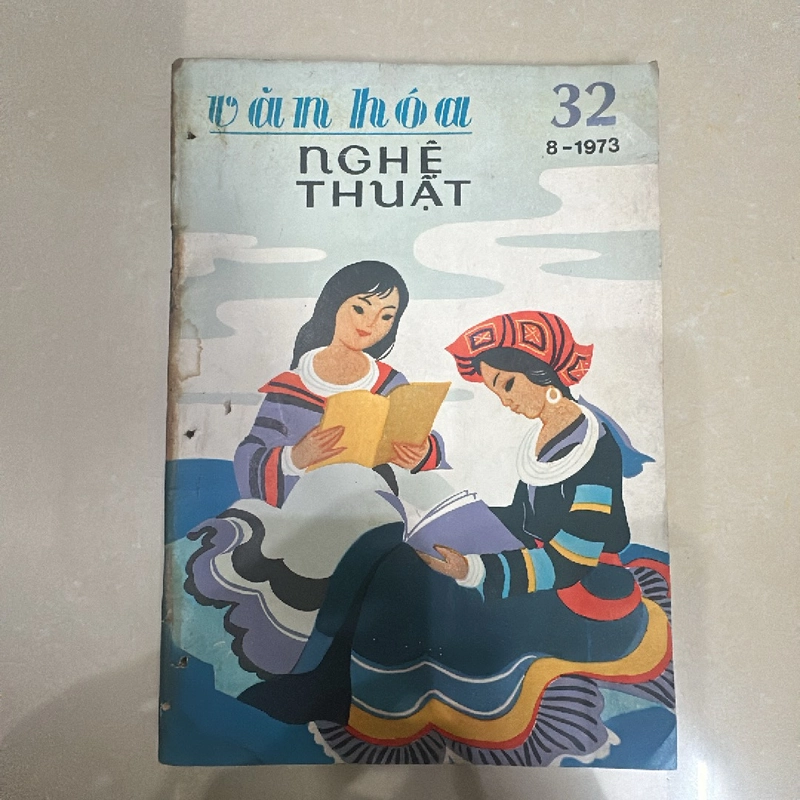 văn hóa
NGHỆ
THUẬT
32
8-1973